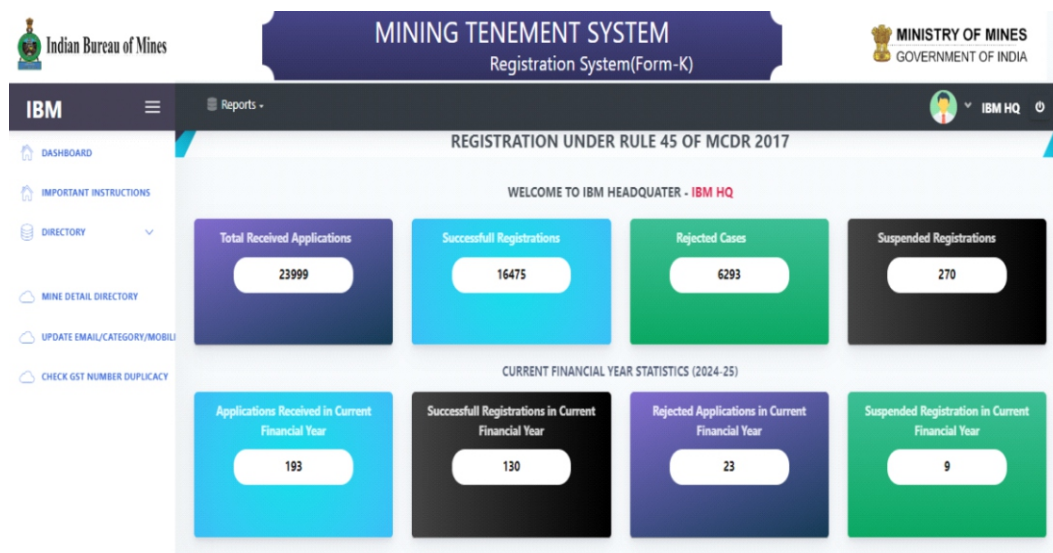 Indian Bureau of Mines
MINING TENEMENT SYSTEM
Registration System(Form-K)
MINISTRY OF MINES
GOVERNMENT OF INDIA
IBM
Reports
IBM HQ
DASHBOARD
IMPORTANT INSTRUCTIONS
DIRECTORY
MINE DETAIL DIRECTORY
UPDATE EMAIL/CATEGORY/MOBILI
CHECK GST NUMBER DUPLICACY
REGISTRATION UNDER RULE 45 OF MCDR 2017
WELCOME TO IBM HEADQUATER - IBM HQ
Total Received Applications
23999
Successfull Registrations
16475
Rejected Cases
6293
Suspended Registrations
270
CURRENT FINANCIAL YEAR STATISTICS (2024-25)
Applications Received in Current
Financial Year
193
Successfull Registrations in Current
Financial Year
130
Rejected Applications in Current
Financial Year
23
Suspended Registration in Current
Financial Year
9